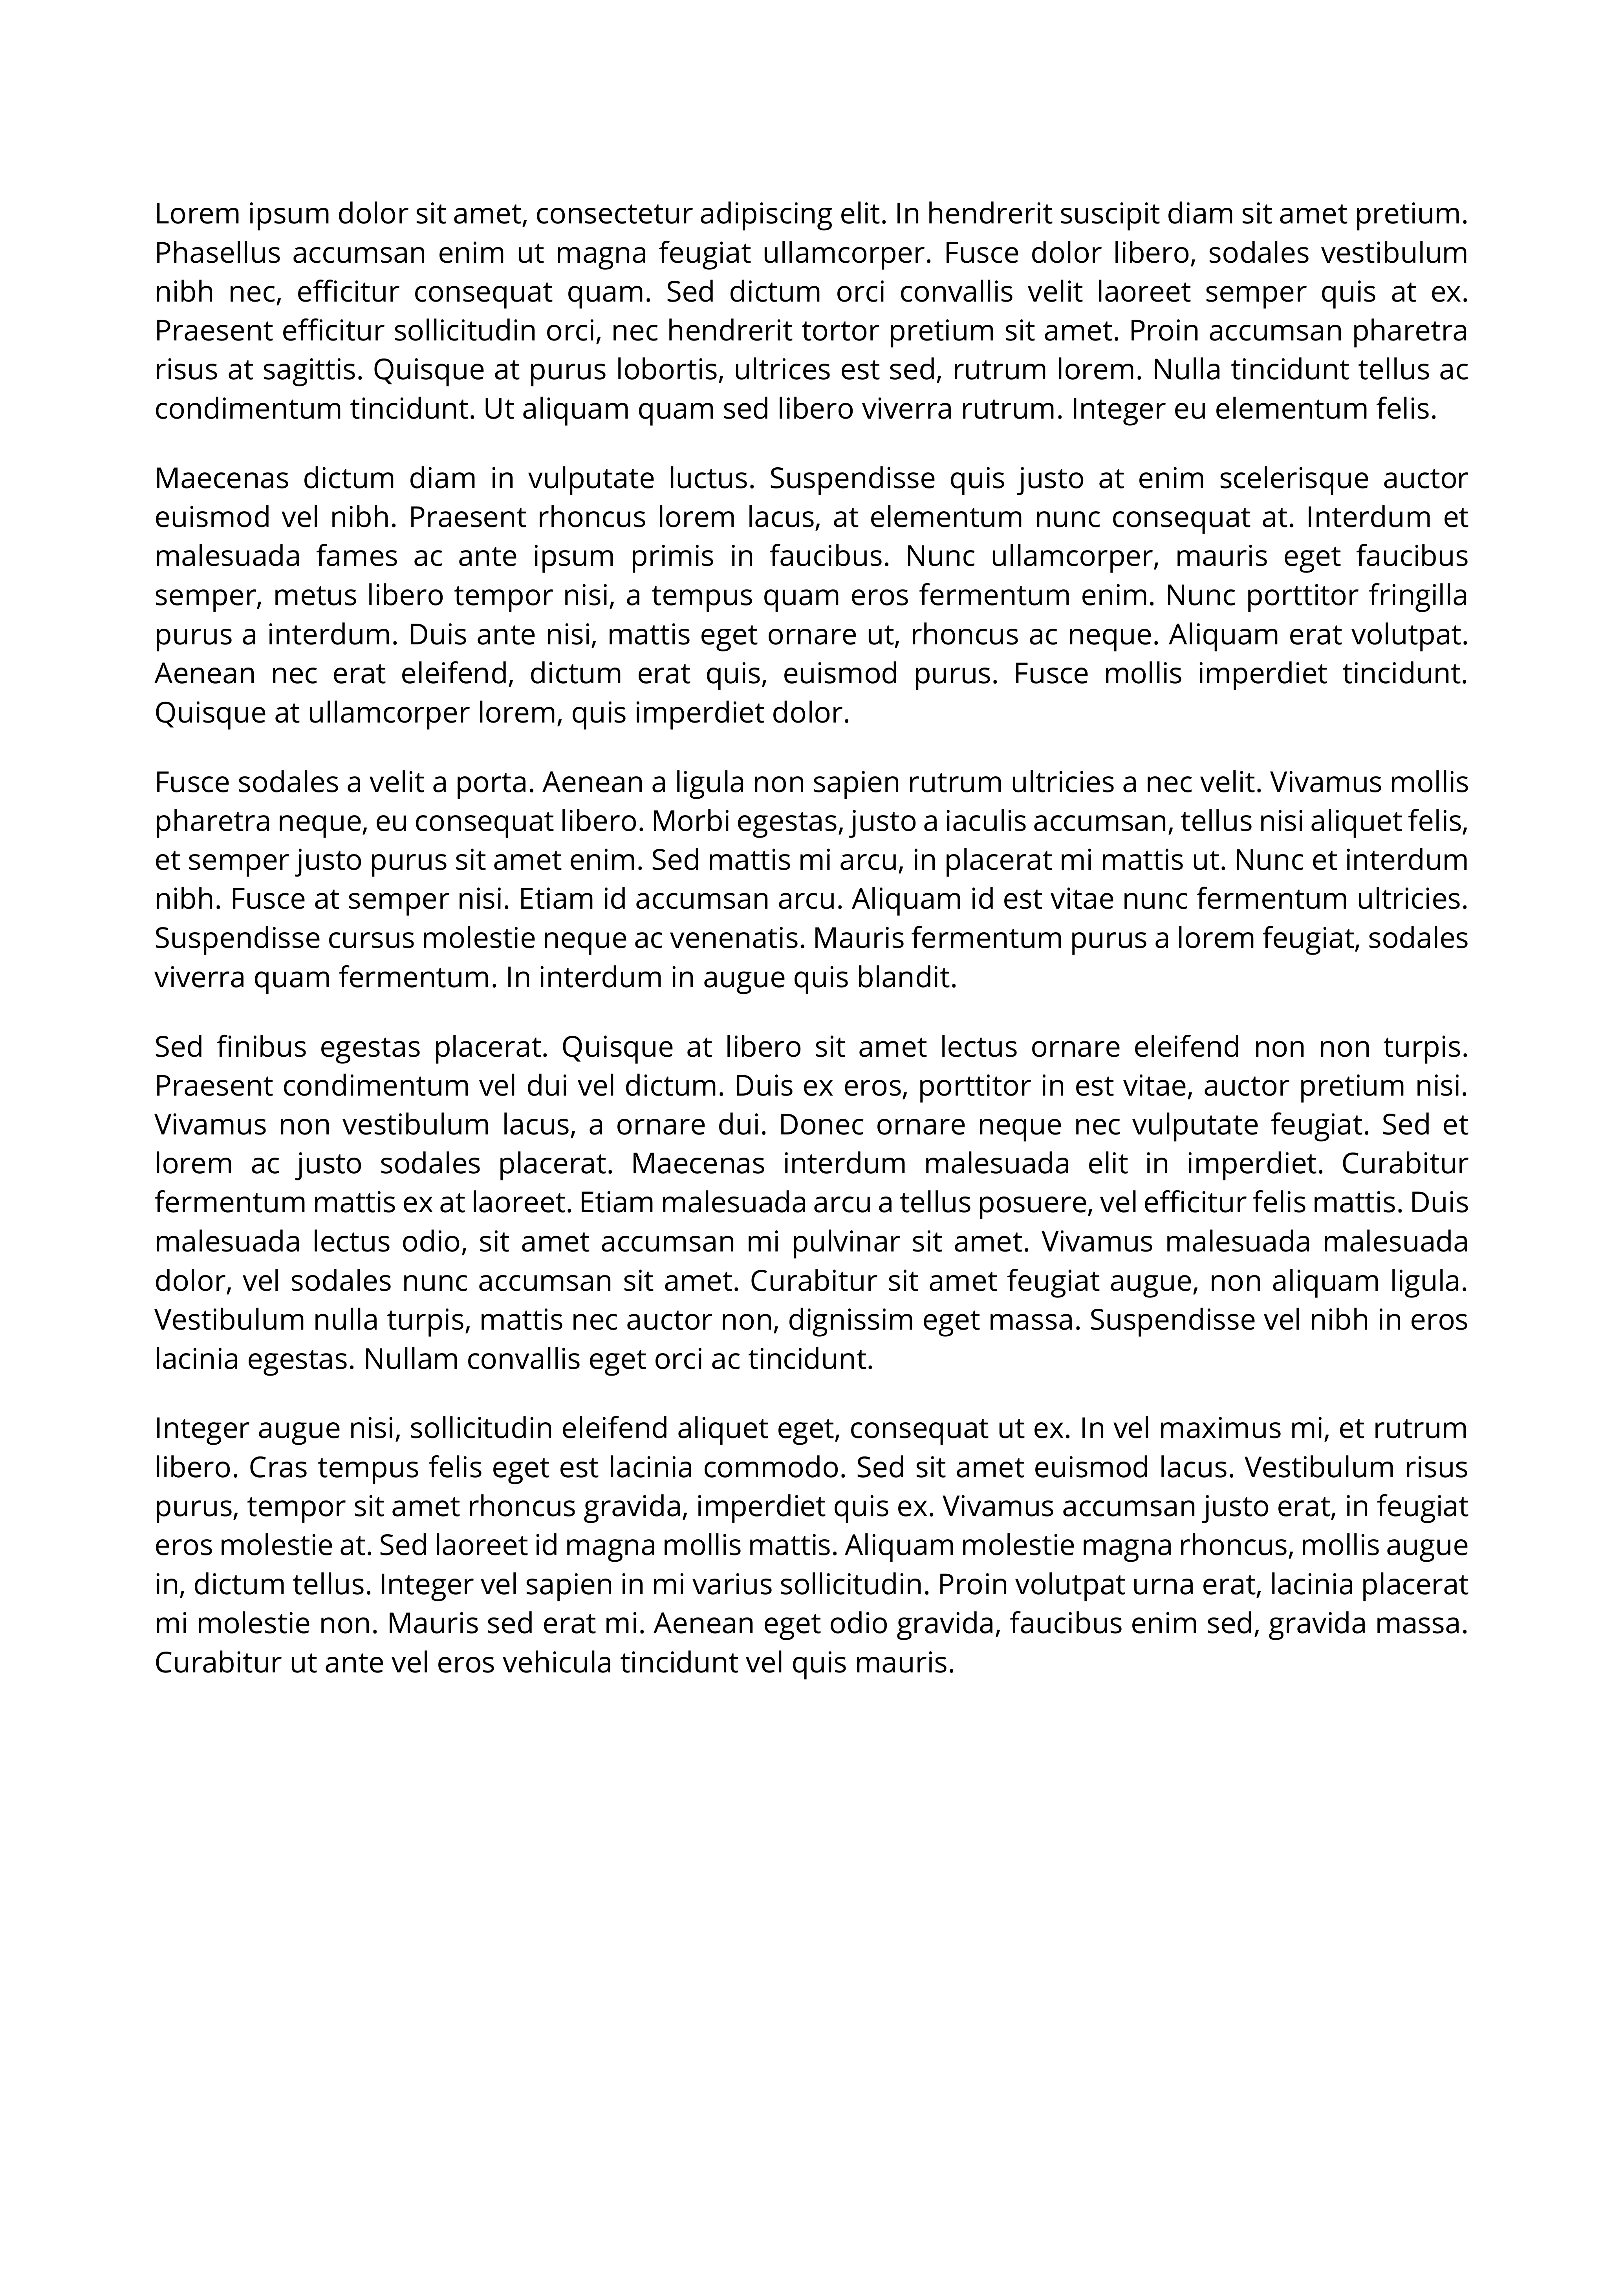 Lorem ipsum dolor sit amet, consectetur adipiscing elit. In hendrerit suscipit diam sit amet pretium.
Phasellus accumsan enim ut magna feugiat ullamcorper. Fusce dolor libero, sodales vestibulum
nibh nec, efficitur consequat quam. Sed dictum orci convallis velit laoreet semper quis at ex.
Praesent efficitur sollicitudin orci, nec hendrerit tortor pretium sit amet. Proin accumsan pharetra
risus at sagittis. Quisque at purus lobortis, ultrices est sed, rutrum lorem. Nulla tincidunt tellus ac
condimentum tincidunt. Ut aliquam quam sed libero viverra rutrum. Integer eu elementum felis.
Maecenas dictum diam in vulputate luctus. Suspendisse quis justo at enim scelerisque auctor
euismod vel nibh. Praesent rhoncus lorem lacus, at elementum nunc consequat at. Interdum et
malesuada fames ac ante ipsum primis in faucibus. Nunc ullamcorper, mauris eget faucibus
semper, metus libero tempor nisi, a tempus quam eros fermentum enim. Nunc porttitor fringilla
purus a interdum. Duis ante nisi, mattis eget ornare ut, rhoncus ac neque. Aliquam erat volutpat.
Aenean nec erat eleifend, dictum erat quis, euismod purus. Fusce mollis imperdiet tincidunt.
Quisque at ullamcorper lorem, quis imperdiet dolor.
Fusce sodales a velit a porta. Aenean a ligula non sapien rutrum ultricies a nec velit. Vivamus mollis
pharetra neque, eu consequat libero. Morbi egestas, justo a iaculis accumsan, tellus nisi aliquet felis,
et semper justo purus sit amet enim. Sed mattis mi arcu, in placerat mi mattis ut. Nunc et interdum
nibh. Fusce at semper nisi. Etiam id accumsan arcu. Aliquam id est vitae nunc fermentum ultricies.
Suspendisse cursus molestie neque ac venenatis. Mauris fermentum purus a lorem feugiat, sodales
viverra quam fermentum. In interdum in augue quis blandit.
Sed finibus egestas placerat. Quisque at libero sit amet lectus ornare eleifend non non turpis.
Praesent condimentum vel dui vel dictum. Duis ex eros, porttitor in est vitae, auctor pretium nisi.
Vivamus non vestibulum lacus, a ornare dui. Donec ornare neque nec vulputate feugiat. Sed et
lorem ac justo sodales placerat. Maecenas interdum malesuada elit in imperdiet. Curabitur
fermentum mattis ex at laoreet. Etiam malesuada arcu a tellus posuere, vel efficitur felis mattis. Duis
malesuada lectus odio, sit amet accumsan mi pulvinar sit amet. Vivamus malesuada malesuada
dolor, vel sodales nunc accumsan sit amet. Curabitur sit amet feugiat augue, non aliquam ligula.
Vestibulum nulla turpis, mattis nec auctor non, dignissim eget massa. Suspendisse vel nibh in eros
lacinia egestas. Nullam convallis eget orci ac tincidunt.
Integer augue nisi, sollicitudin eleifend aliquet eget, consequat ut ex. In vel maximus mi, et rutrum
libero. Cras tempus felis eget est lacinia commodo. Sed sit amet euismod lacus. Vestibulum risus
purus, tempor sit amet rhoncus gravida, imperdiet quis ex. Vivamus accumsan justo erat, in feugiat
eros molestie at. Sed laoreet id magna mollis mattis. Aliquam molestie magna rhoncus, mollis augue
in, dictum tellus. Integer vel sapien in mi varius sollicitudin. Proin volutpat urna erat, lacinia placerat
mi molestie non. Mauris sed erat mi. Aenean eget odio gravida, faucibus enim sed, gravida massa.
Curabitur ut ante vel eros vehicula tincidunt vel quis mauris.